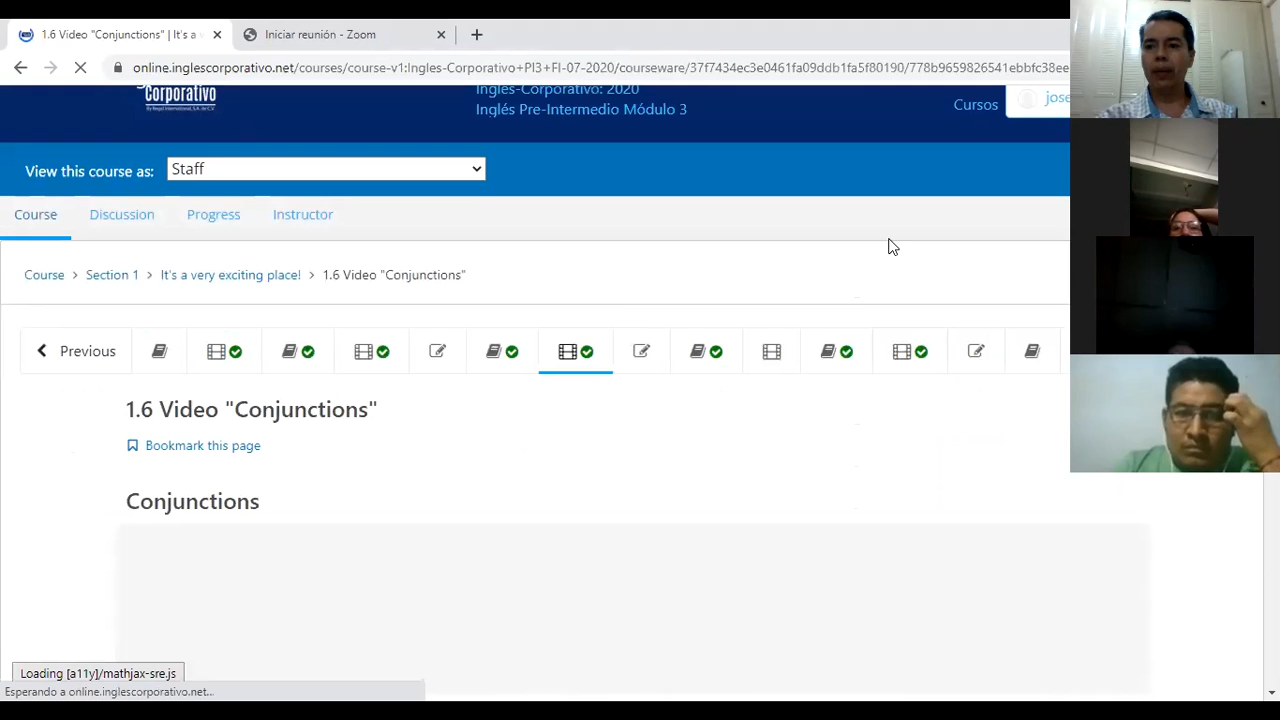 1.6 Video "Conjunctions" | It's a v
Iniciar reunión - Zoom
online.inglescorporativo.net/courses/course-v1:Ingles-Corporativo+PI3+FI-07-2020/courseware/37f7434ec3e0461fa09ddb1fa5f80190/778b9659826541ebbfc38ee
Corporativo
Ingles-Corporativo: 2020
Inglés Pre-Intermedio Módulo 3
Cursos
jose
View this course as:
Staff
Course
Discussion
Progress
Instructor
Course > Section 1 > It's a very exciting place! > 1.6 Video "Conjunctions"
Previous
1.6 Video "Conjunctions"
Bookmark this page
Conjunctions
Loading [a11y]/mathjax-sre.js
Esperando a online.inglescorporativo.net...